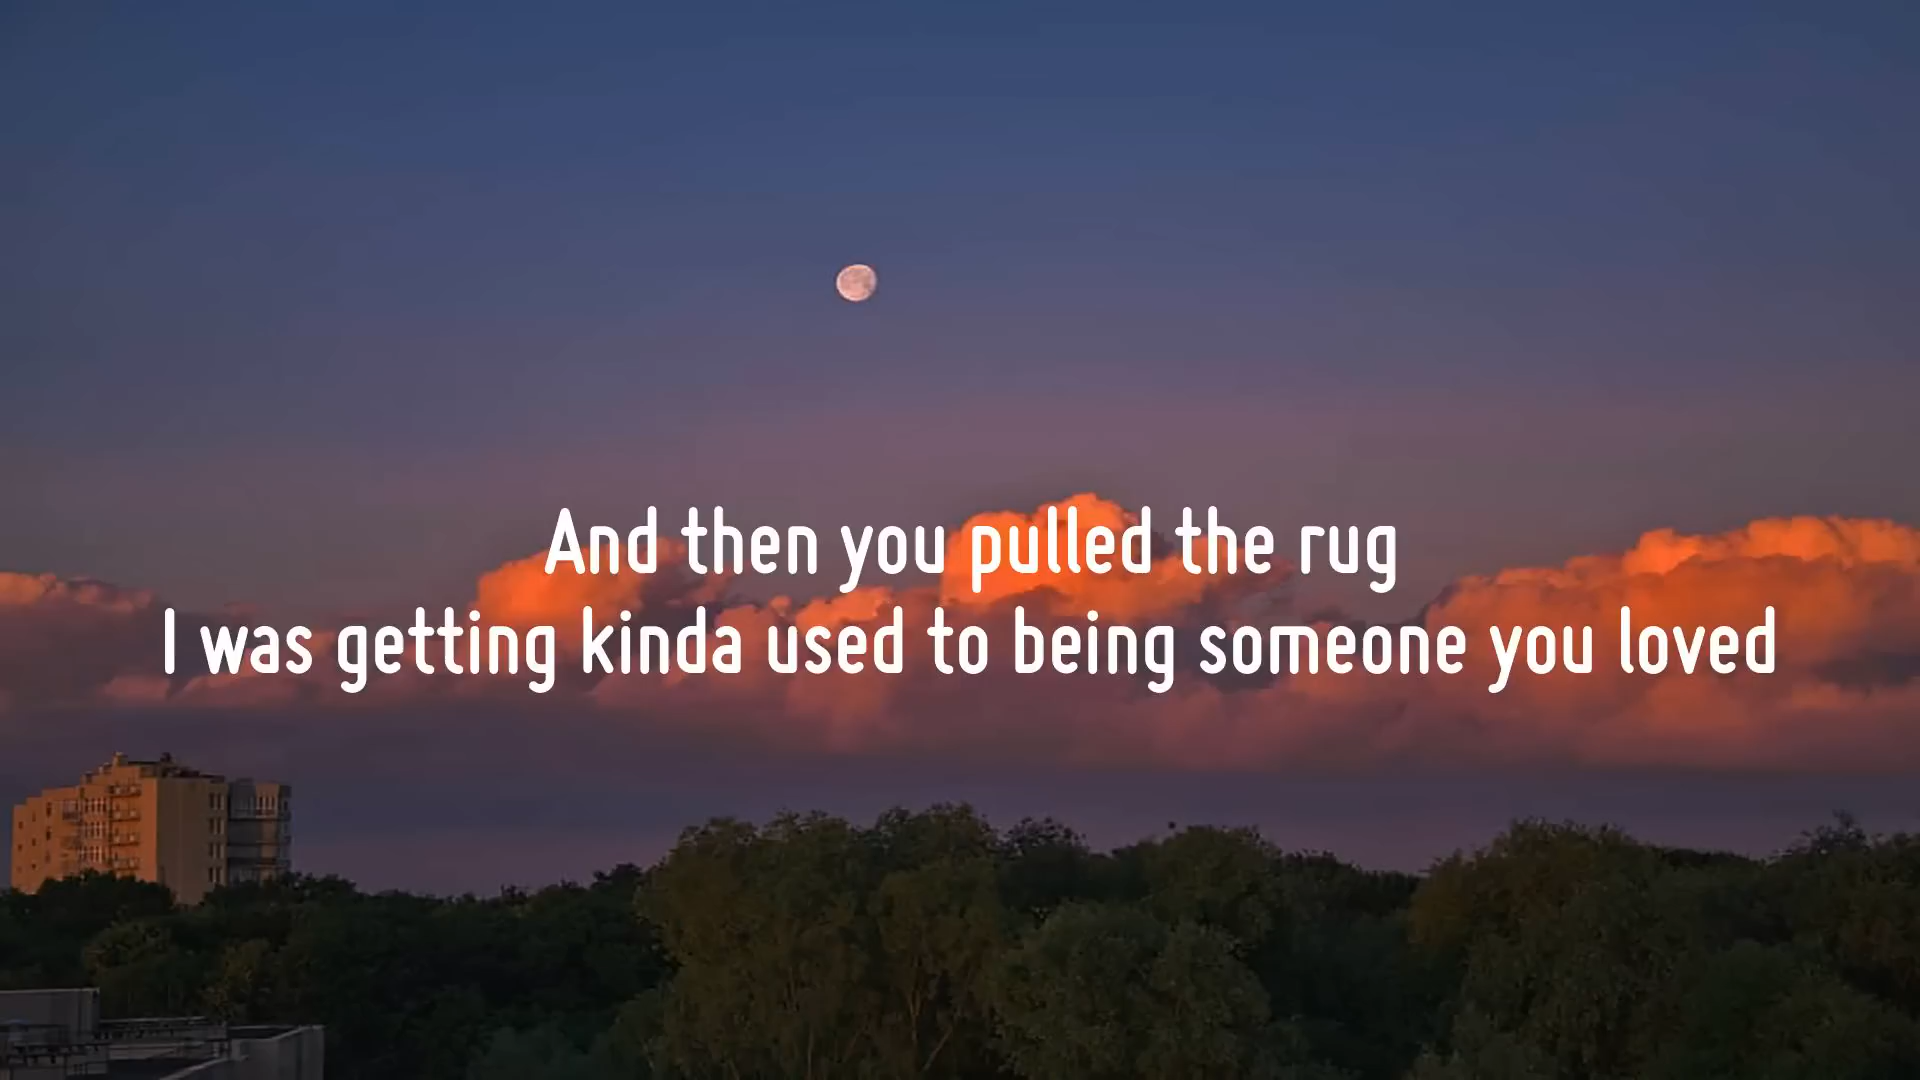 And then you pulled the rug
I was getting kinda used to being someone you loved